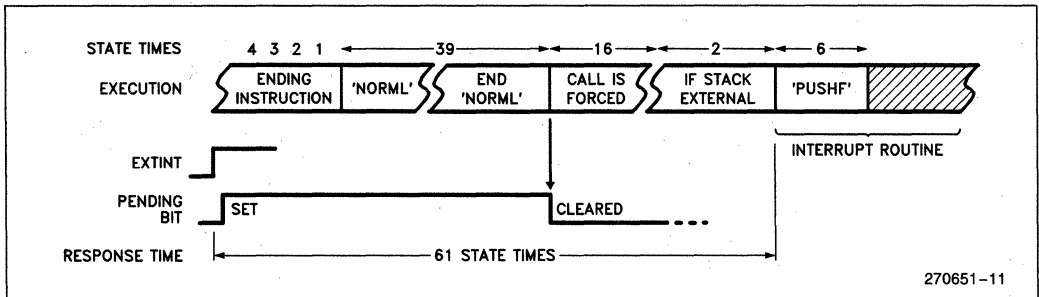 STATE TIMES 4 3 2 1 39 16 2 6
EXECUTION
ENDING INSTRUCTION
'NORML'
END 'NORML'
CALL IS FORCED
IF STACK EXTERNAL
'PUSHF'
INTERRUPT ROUTINE
EXTINT
PENDING BIT
SET
CLEARED
RESPONSE TIME
61 STATE TIMES
270651-11